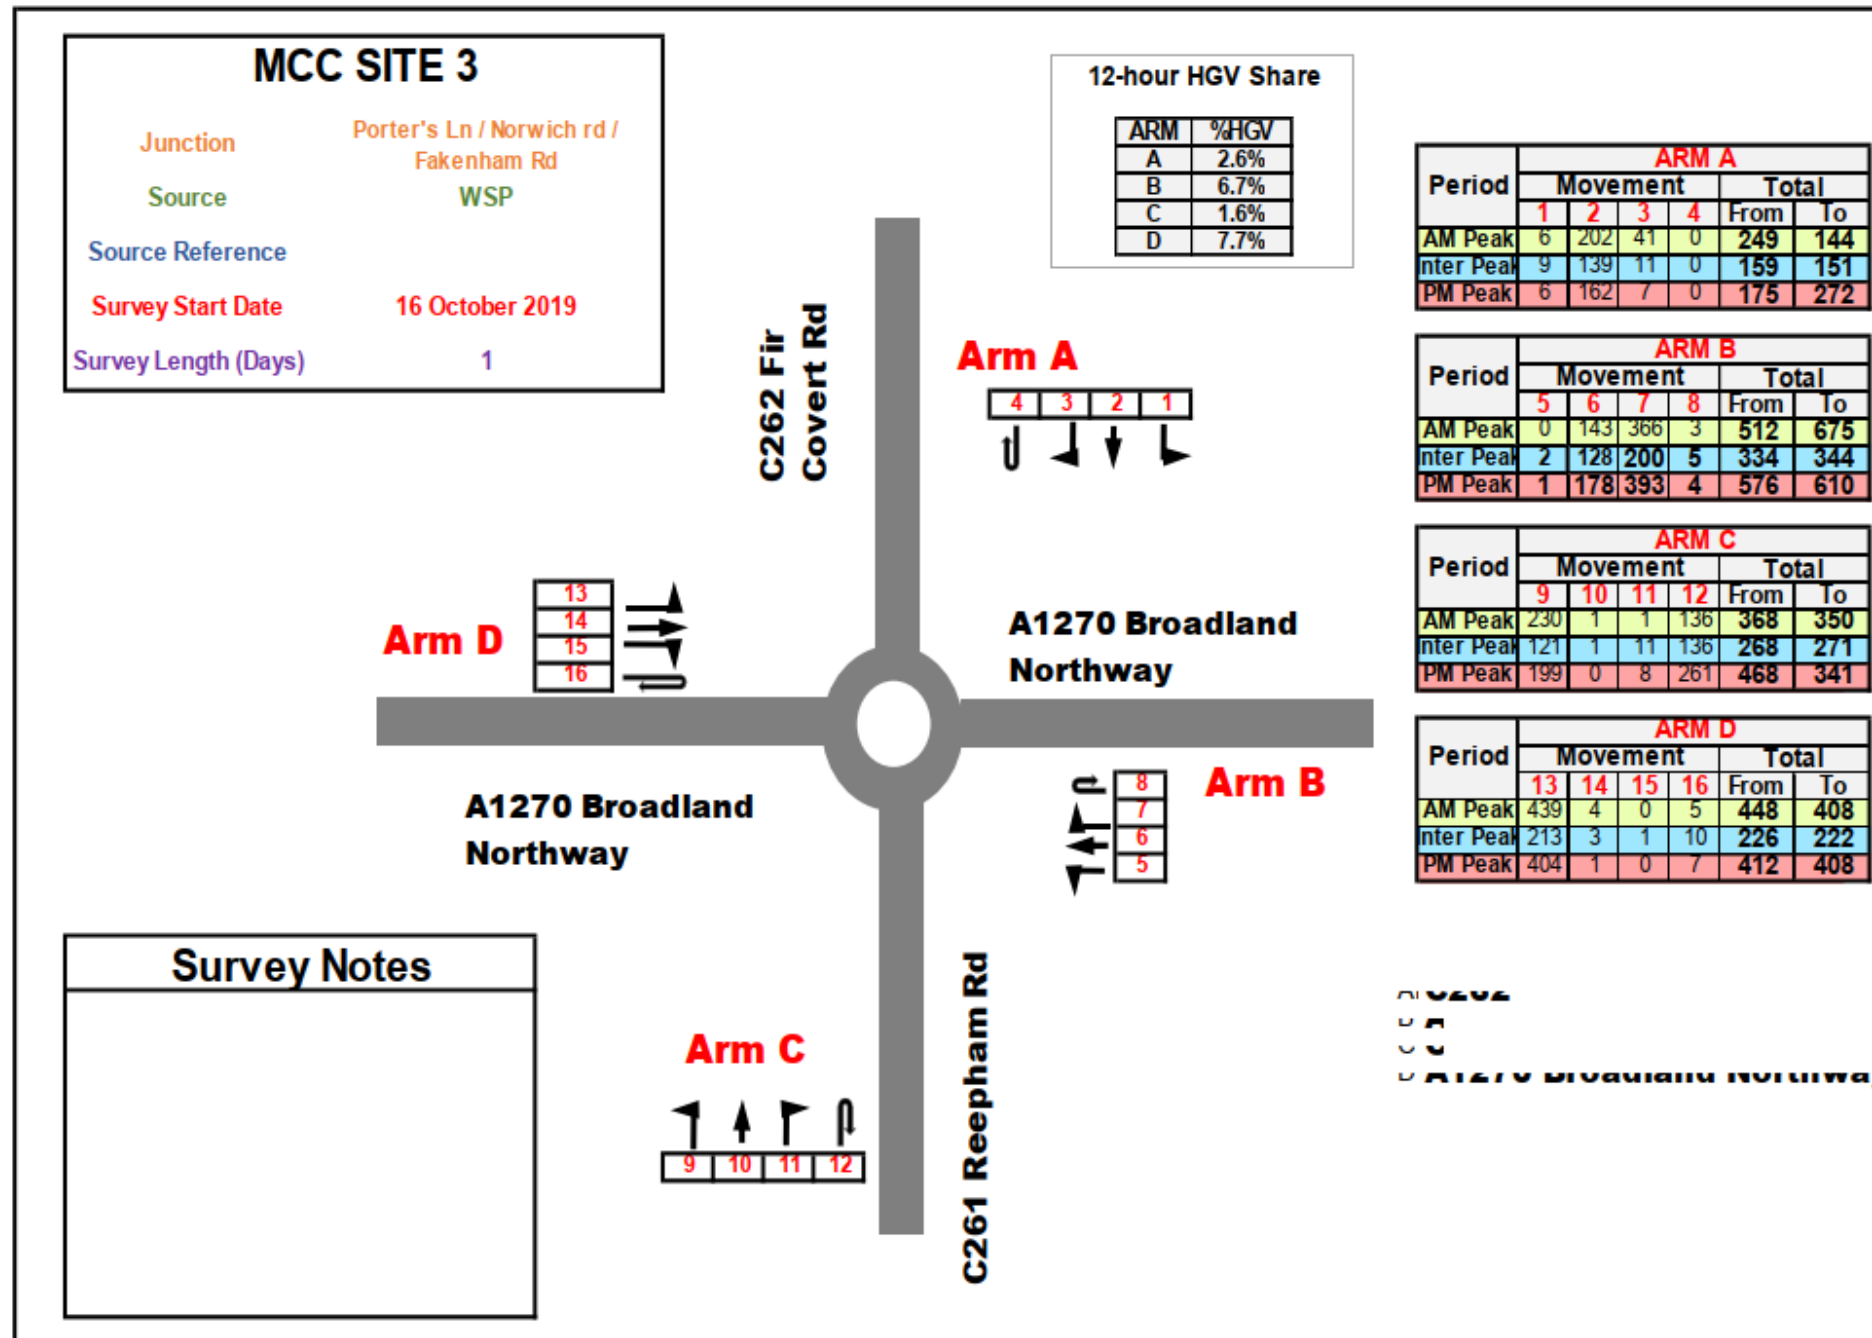 MCC SITE 3
Junction Porter's Ln / Norwich rd / Fakenham Rd
Source WSP
Source Reference
Survey Start Date 16 October 2019
Survey Length (Days) 1
12-hour HGV Share
ARM %HGV
A 2.6%
B 6.7%
C 1.6%
D 7.7%
C262 Fir
Covert Rd
Arm A
4 3 2 1
Arm D
13
14
15
16
A1270 Broadland
Northway
A1270 Broadland
Northway
Arm B
8
7
6
5
Arm C
9 10 11 12
C261 Reepham Rd
Survey Notes
ARM A
Period Movement Total
1 2 3 4 From To
AM Peak 6 202 41 0 249 144
nter Peak 9 139 11 0 159 151
PM Peak 6 162 7 0 175 272
ARM B
Period Movement Total
5 6 7 8 From To
AM Peak 0 143 366 3 512 675
nter Peak 2 128 200 5 334 344
PM Peak 1 178 393 4 576 610
ARM C
Period Movement Total
9 10 11 12 From To
AM Peak 230 1 1 136 368 350
nter Peak 121 1 11 136 268 271
PM Peak 199 0 8 261 468 341
ARM D
Period Movement Total
13 14 15 16 From To
AM Peak 439 4 0 5 448 408
nter Peak 213 3 1 10 226 222
PM Peak 404 1 0 7 412 408
C262
A1270 Broadland Northwa